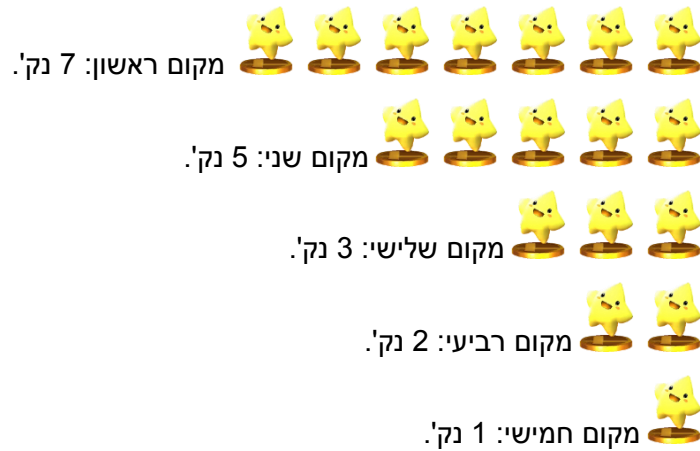 מקום ראשון: 7 נק'.
מקום שני: 5 נק'.
מקום שלישי: 3 נק'.
מקום רביעי: 2 נק'.
מקום חמישי: 1 נק'.